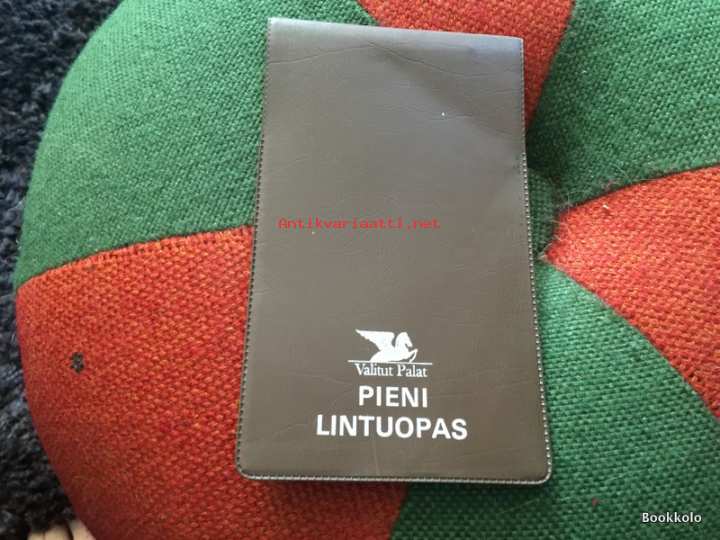 Antikvariaatti.net
Valitut Palat
PIENI
LINTUOPAS
Bookkolo